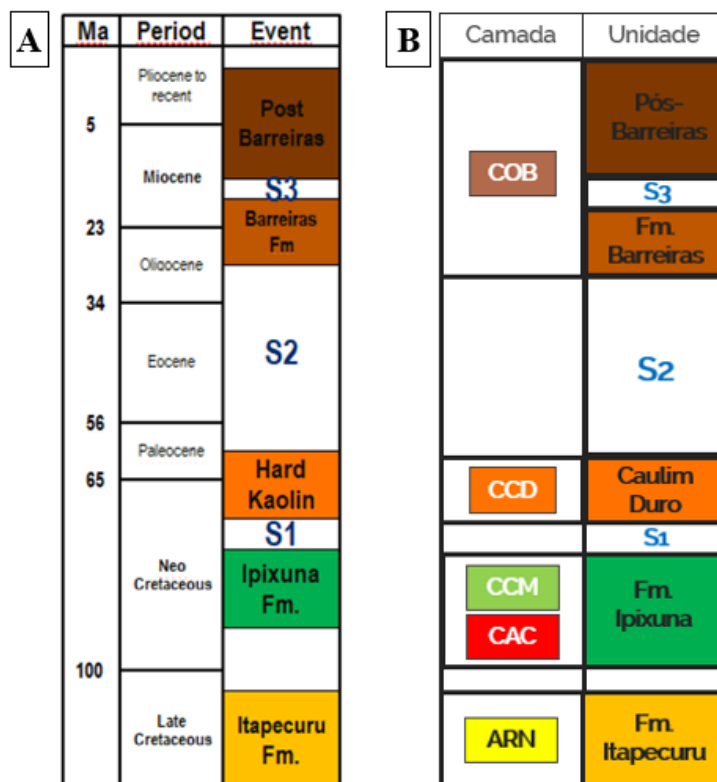 A
Ma Period Event
Pliocene to
recent
Post
Barreiras
5
Miocene
S3
Barreiras
Fm
23
Oligocene
34
S2
Eocene
56
Paleocene
Hard
Kaolin
65
S1
Neo
Cretaceous
Ipixuna
Fm.
100
Late
Cretaceous
Itapecuru
Fm.
B
Camada Unidade
Pós-
Barreiras
COB
S3
Fm.
Barreiras
S2
CCD
Caulim
Duro
S1
CCM
CAC
Fm.
Ipixuna
ARN
Fm.
Itapecuru